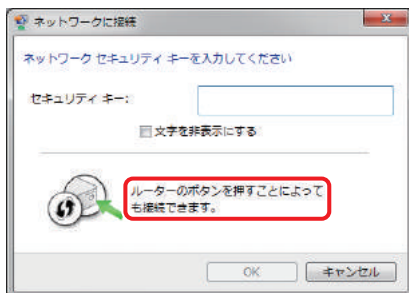 ネットワークに接続
ネットワーク セキュリティ キーを入力してください
セキュリティ キー:
文字を非表示にする
ルーターのボタンを押すことによって
も接続できます。
OK
キャンセル